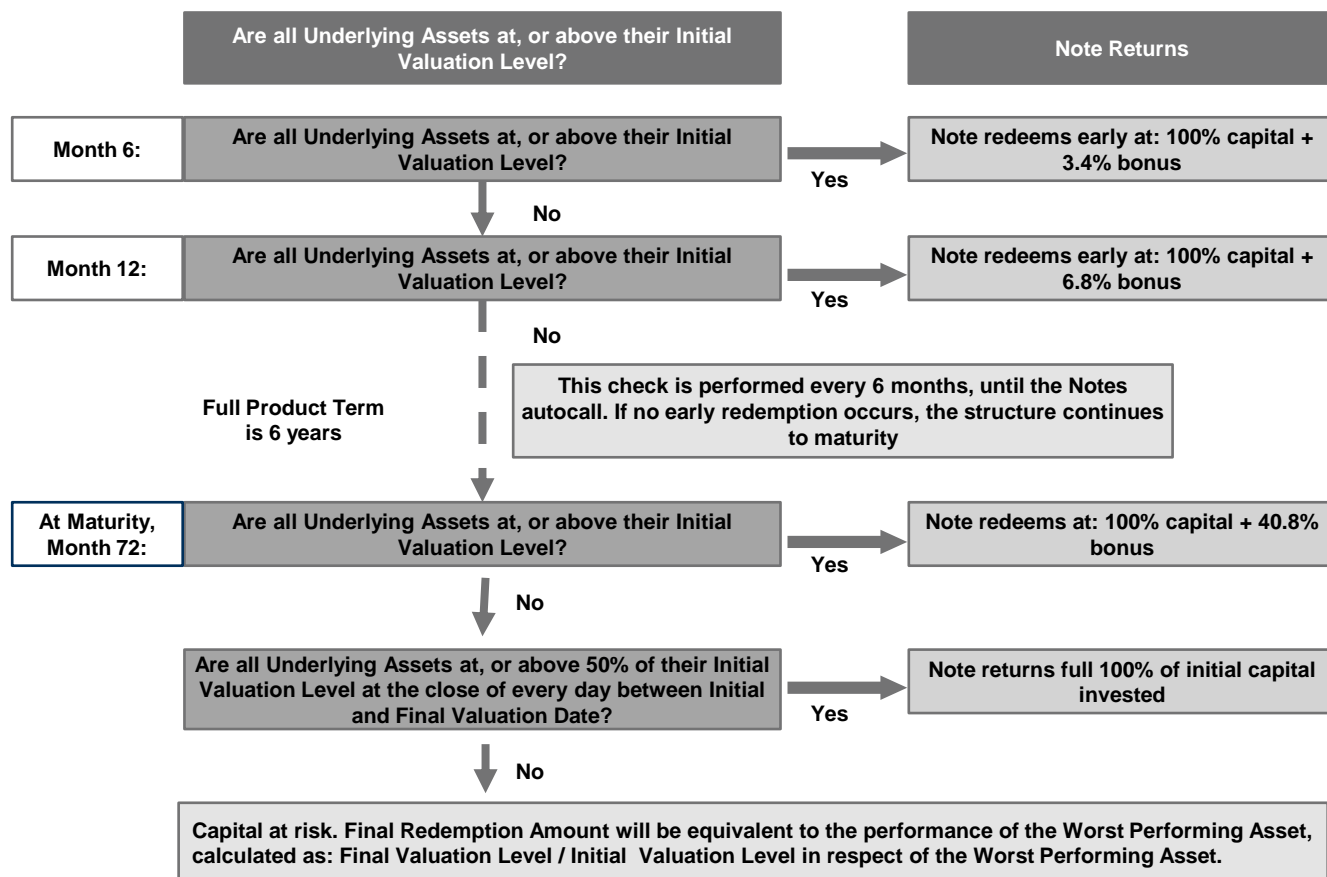 Are all Underlying Assets at, or above their Initial
Valuation Level?
Note Returns
Month 6:
Are all Underlying Assets at, or above their Initial
Valuation Level?
Yes
Note redeems early at: 100% capital +
3.4% bonus
No
Month 12:
Are all Underlying Assets at, or above their Initial
Valuation Level?
Yes
Note redeems early at: 100% capital +
6.8% bonus
No
This check is performed every 6 months, until the Notes
autocall. If no early redemption occurs, the structure continues
to maturity
Full Product Term
is 6 years
At Maturity,
Month 72:
Are all Underlying Assets at, or above their Initial
Valuation Level?
Yes
Note redeems at: 100% capital + 40.8%
bonus
No
Are all Underlying Assets at, or above 50% of their Initial
Valuation Level at the close of every day between Initial
and Final Valuation Date?
Yes
Note returns full 100% of initial capital
invested
No
Capital at risk. Final Redemption Amount will be equivalent to the performance of the Worst Performing Asset,
calculated as: Final Valuation Level / Initial Valuation Level in respect of the Worst Performing Asset.